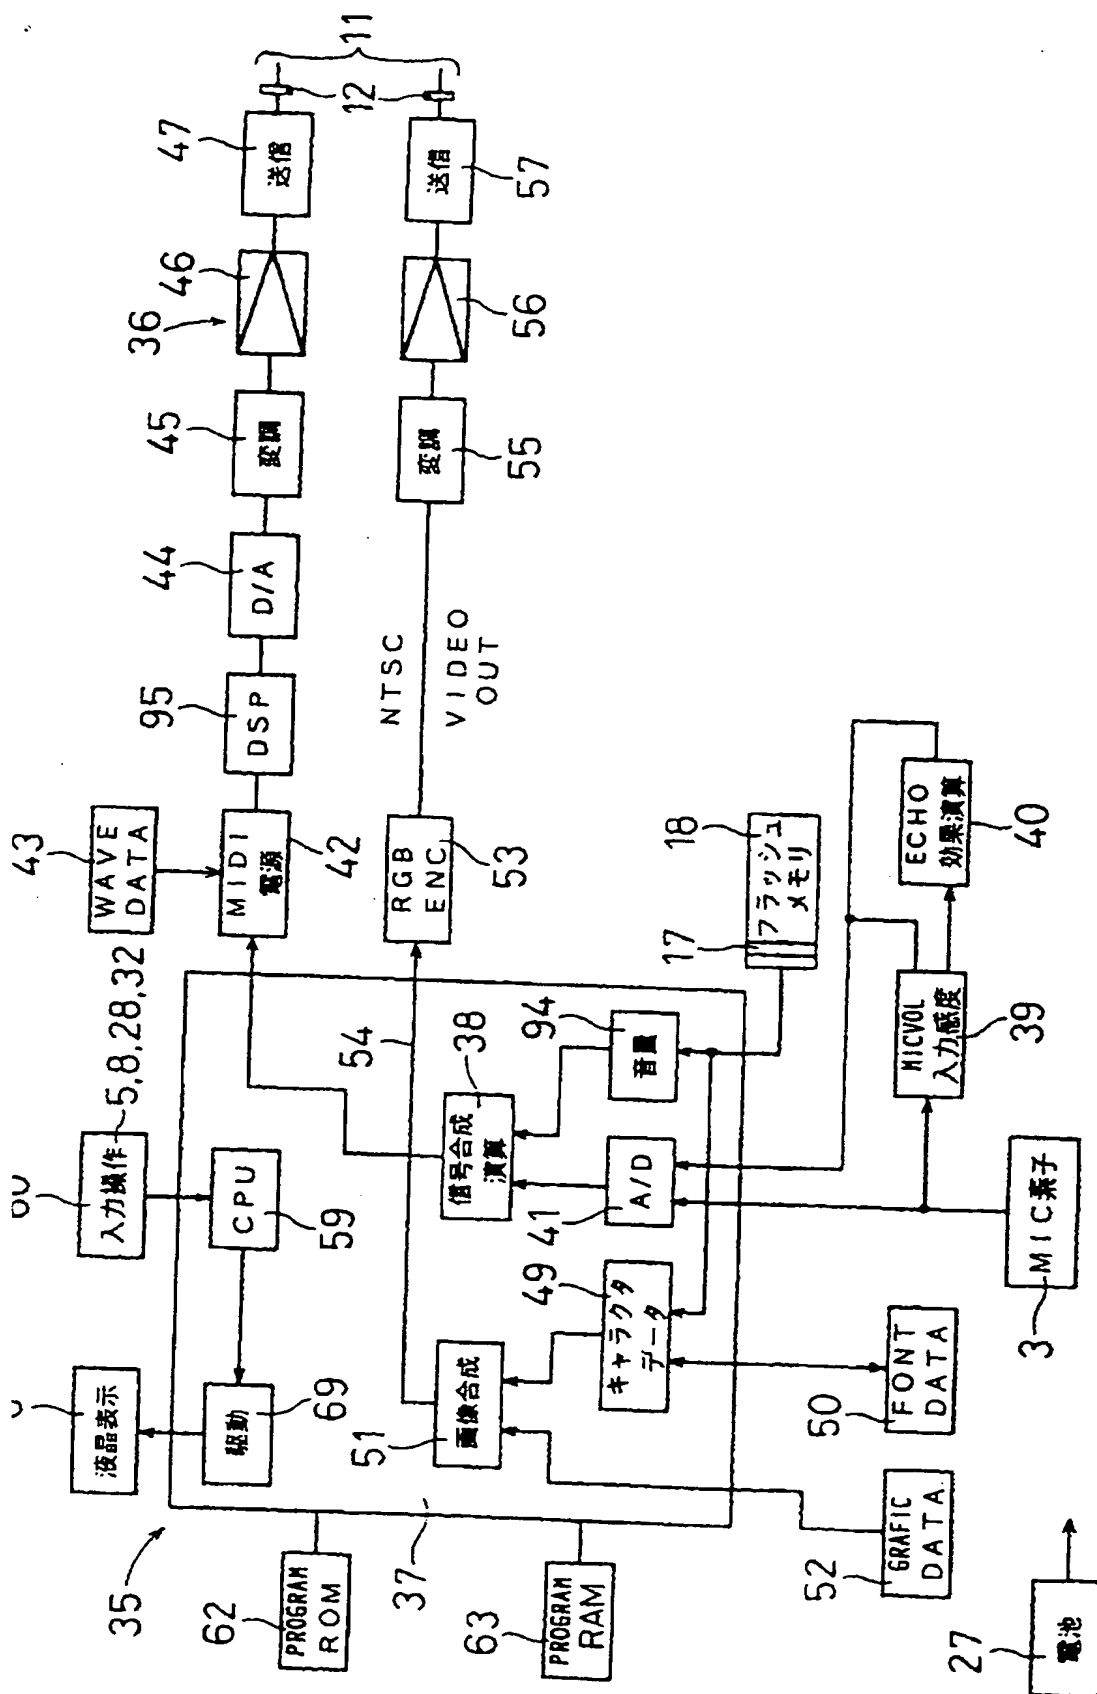 35
62
PROGRAM
ROM
63
PROGRAM
RAM
37
液晶表示
駆動
69
60
入力操作
5,8,28,32
CPU
59
43
WAVE
DATA
MIDI
電源
42
95
DSP
44
D/A
45
変調
36
46
47
送信
12
11
54
RGB
ENC
53
NTSC
VIDEO
OUT
変調
55
56
送信
57
51
画像合成
信号合成
演算
38
49
キャラクタ
データ
41
A/D
94
音量
17
18
フラッシュ
メモリ
52
GRAFIC
DATA
50
FONT
DATA
3
MIC素子
MICVOL
入力感度
39
ECHO
効果演算
40
27
電池